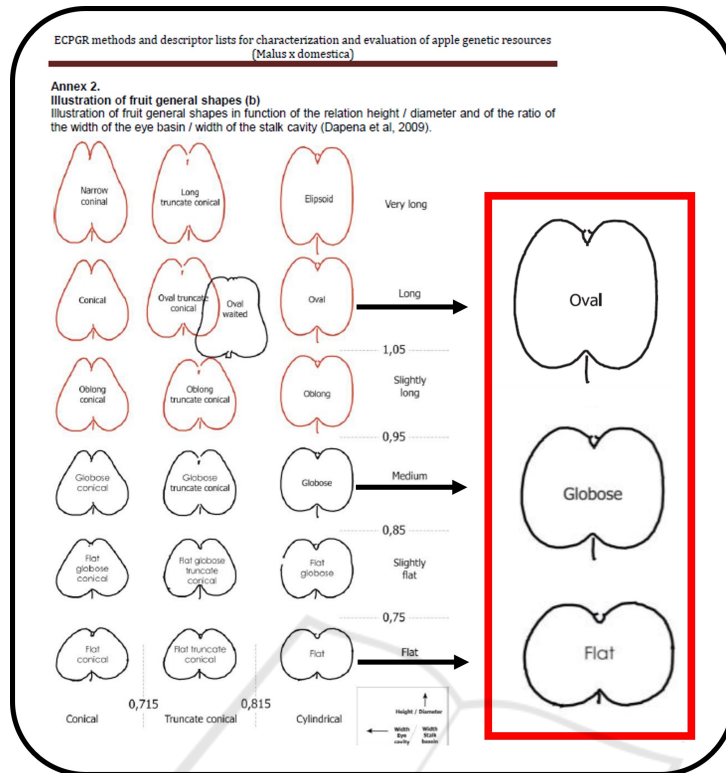 ECPGR methods and descriptor lists for characterization and evaluation of apple genetic resources
(Malus x domestica)
Annex 2.
Illustration of fruit general shapes (b)
Illustration of fruit general shapes in function of the relation height / diameter and of the ratio of
the width of the eye basin / width of the stalk cavity (Dapena et al, 2009).
Narrow
coninal
Long
truncate conical
Elipsoid
Very long
Conical
Oval truncate
conical
Oval
waited
Oval
Long
Oval
1,05
Oblong
conical
Oblong
truncate conical
Oblong
Slightly
long
0,95
Globose
conical
Globose
truncate conical
Globose
Medium
Globose
0,85
Flat
globose
conical
Flat globose
truncate
conical
Flat
globose
Slightly
flat
0,75
Flat
conical
Flat truncate
conical
Flat
Flat
Flat
0,715
0,815
Conical
Truncate conical
Cylindrical
Height / Diameter
Width
Eye
cavity
Width
Stalk
bassin